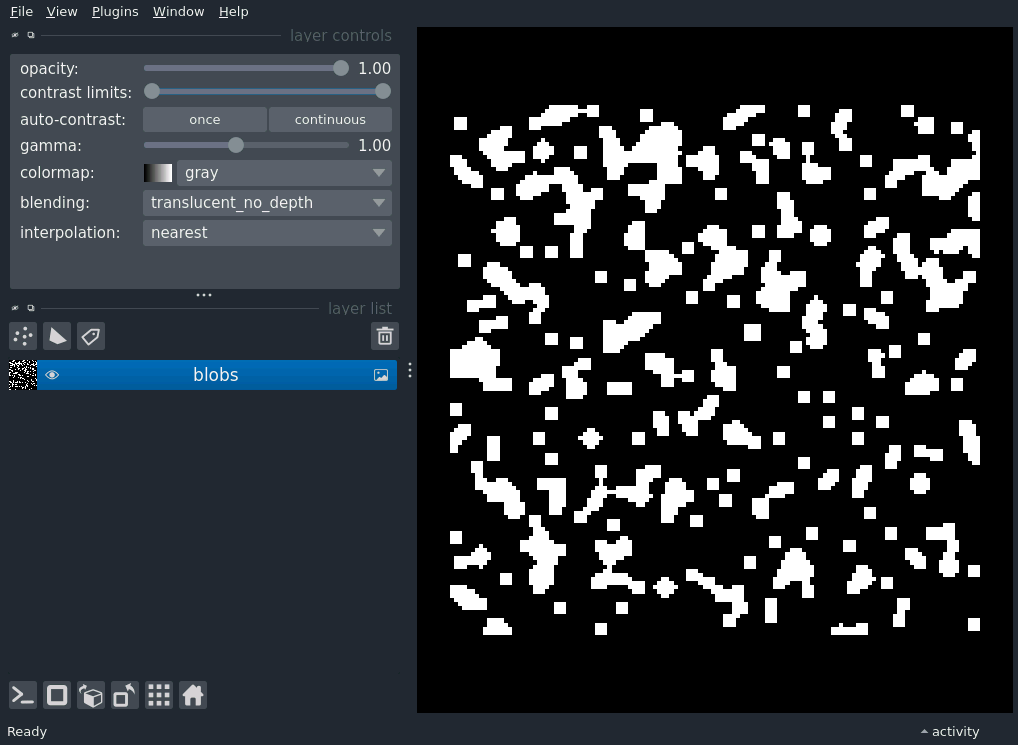 File View Plugins Window Help
layer controls
opacity: 1.00
contrast limits:
auto-contrast: once continuous
gamma: 1.00
colormap: gray
blending: translucent_no_depth
interpolation: nearest
layer list
blobs
Ready activity